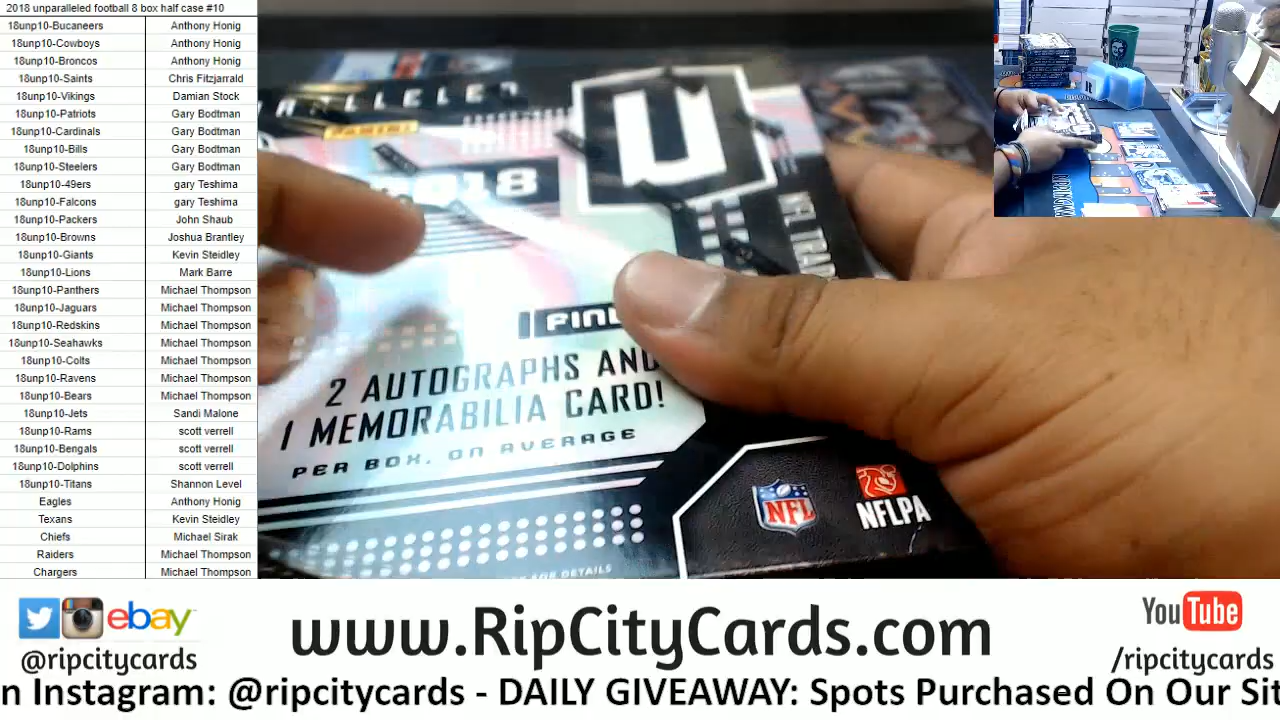 2018 unparalleled football 8 box half case #10
18unp10-Bucaneers Anthony Honig
18unp10-Cowboys Anthony Honig
18unp10-Broncos Anthony Honig
18unp10-Saints Chris Fitzjarrald
18unp10-Vikings Damian Stock
18unp10-Patriots Gary Bodtman
18unp10-Cardinals Gary Bodtman
18unp10-Bills Gary Bodtman
18unp10-Steelers Gary Bodtman
18unp10-49ers gary Teshima
18unp10-Falcons gary Teshima
18unp10-Packers John Shaub
18unp10-Browns Joshua Brantley
18unp10-Giants Kevin Steidley
18unp10-Lions Mark Barre
18unp10-Panthers Michael Thompson
18unp10-Jaguars Michael Thompson
18unp10-Redskins Michael Thompson
18unp10-Seahawks Michael Thompson
18unp10-Colts Michael Thompson
18unp10-Ravens Michael Thompson
18unp10-Bears Michael Thompson
18unp10-Jets Sandi Malone
18unp10-Rams scott verrell
18unp10-Bengals scott verrell
18unp10-Dolphins scott verrell
18unp10-Titans Shannon Level
Eagles Anthony Honig
Texans Kevin Steidley
Chiefs Michael Sirak
Raiders Michael Thompson
Chargers Michael Thompson
PANINI
2018
U
NFL TRAD
2 AUTOGRAPHS AND
1 MEMORABILIA CARD!
PER BOX, ON AVERAGE
NFL
NFLPA
DETAILS
ebay
@ripcitycards
www.RipCityCards.com
YouTube
/ripcitycards
n Instagram: @ripcitycards - DAILY GIVEAWAY: Spots Purchased On Our Sit